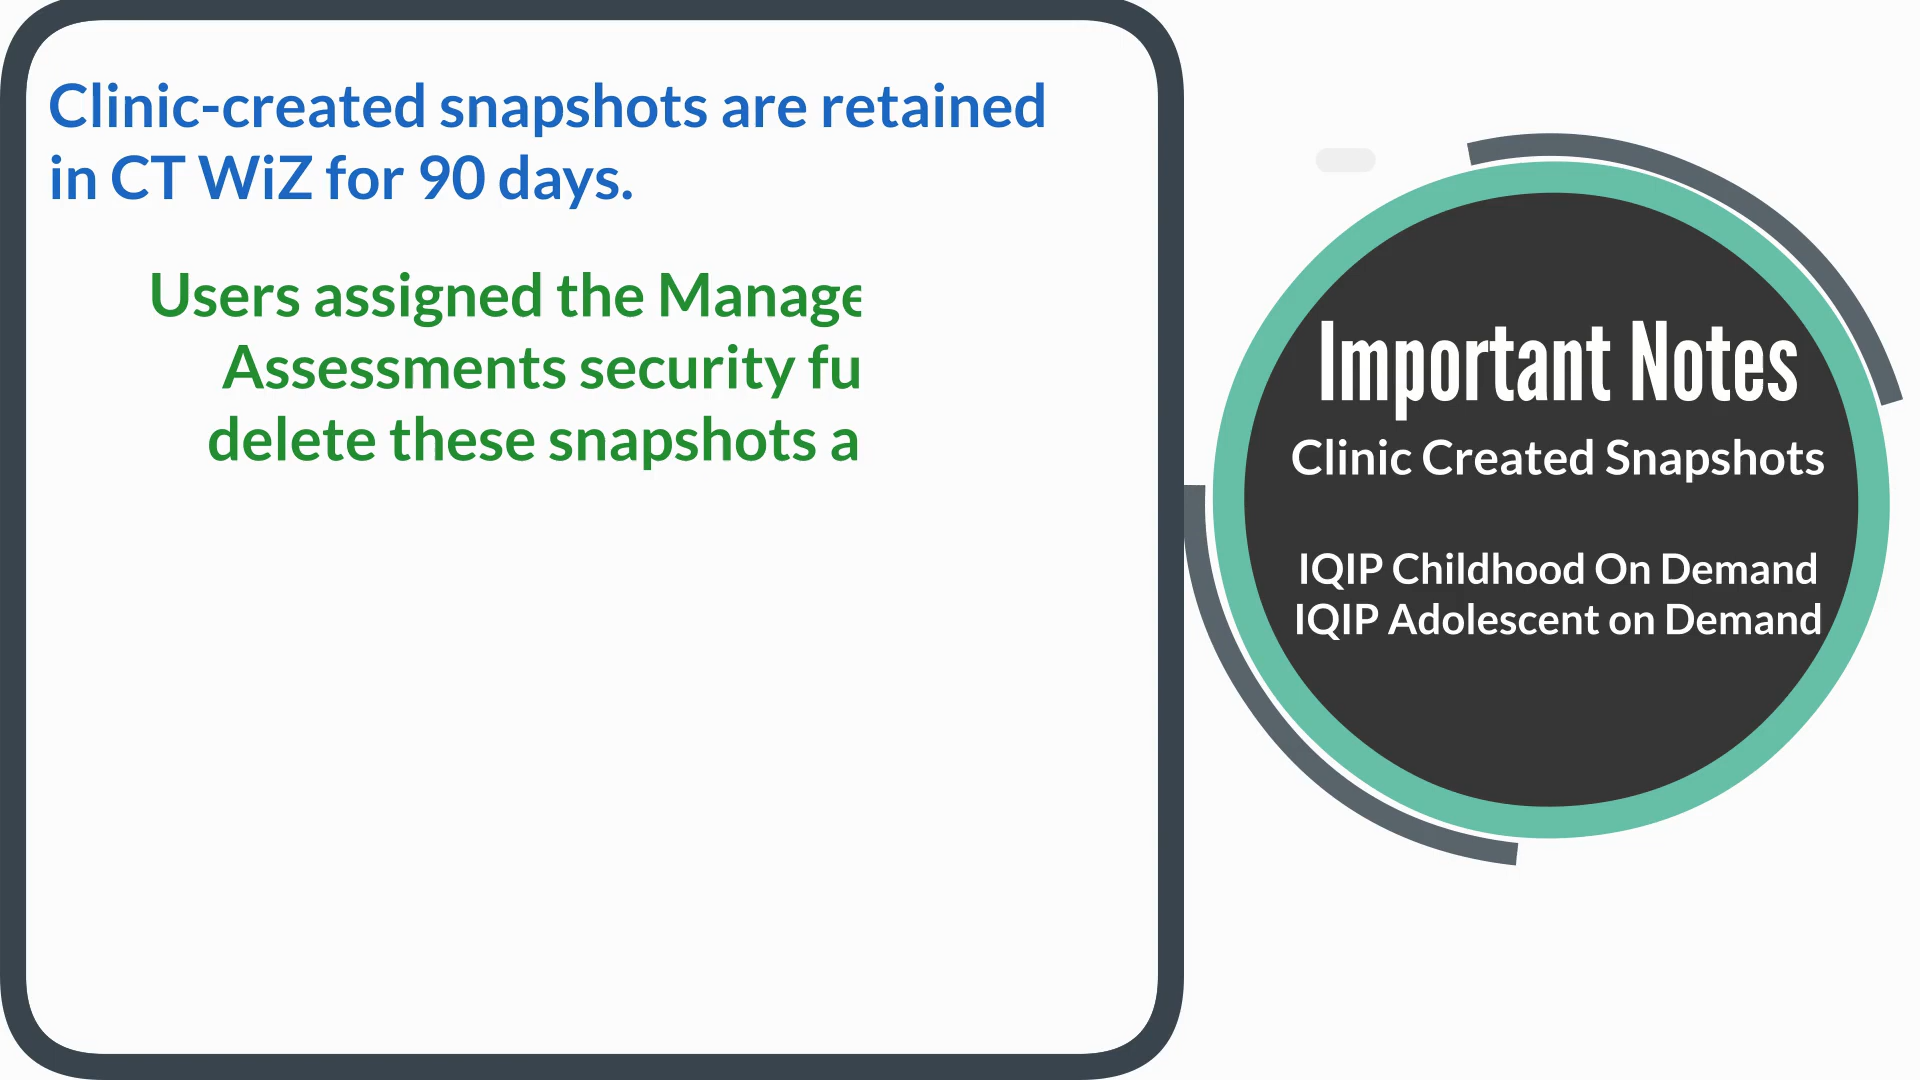 Clinic-created snapshots are retained
in CT WiZ for 90 days.
Users assigned the Manage
Assessments security fu
delete these snapshots a
Important Notes
Clinic Created Snapshots
IQIP Childhood On Demand
IQIP Adolescent on Demand